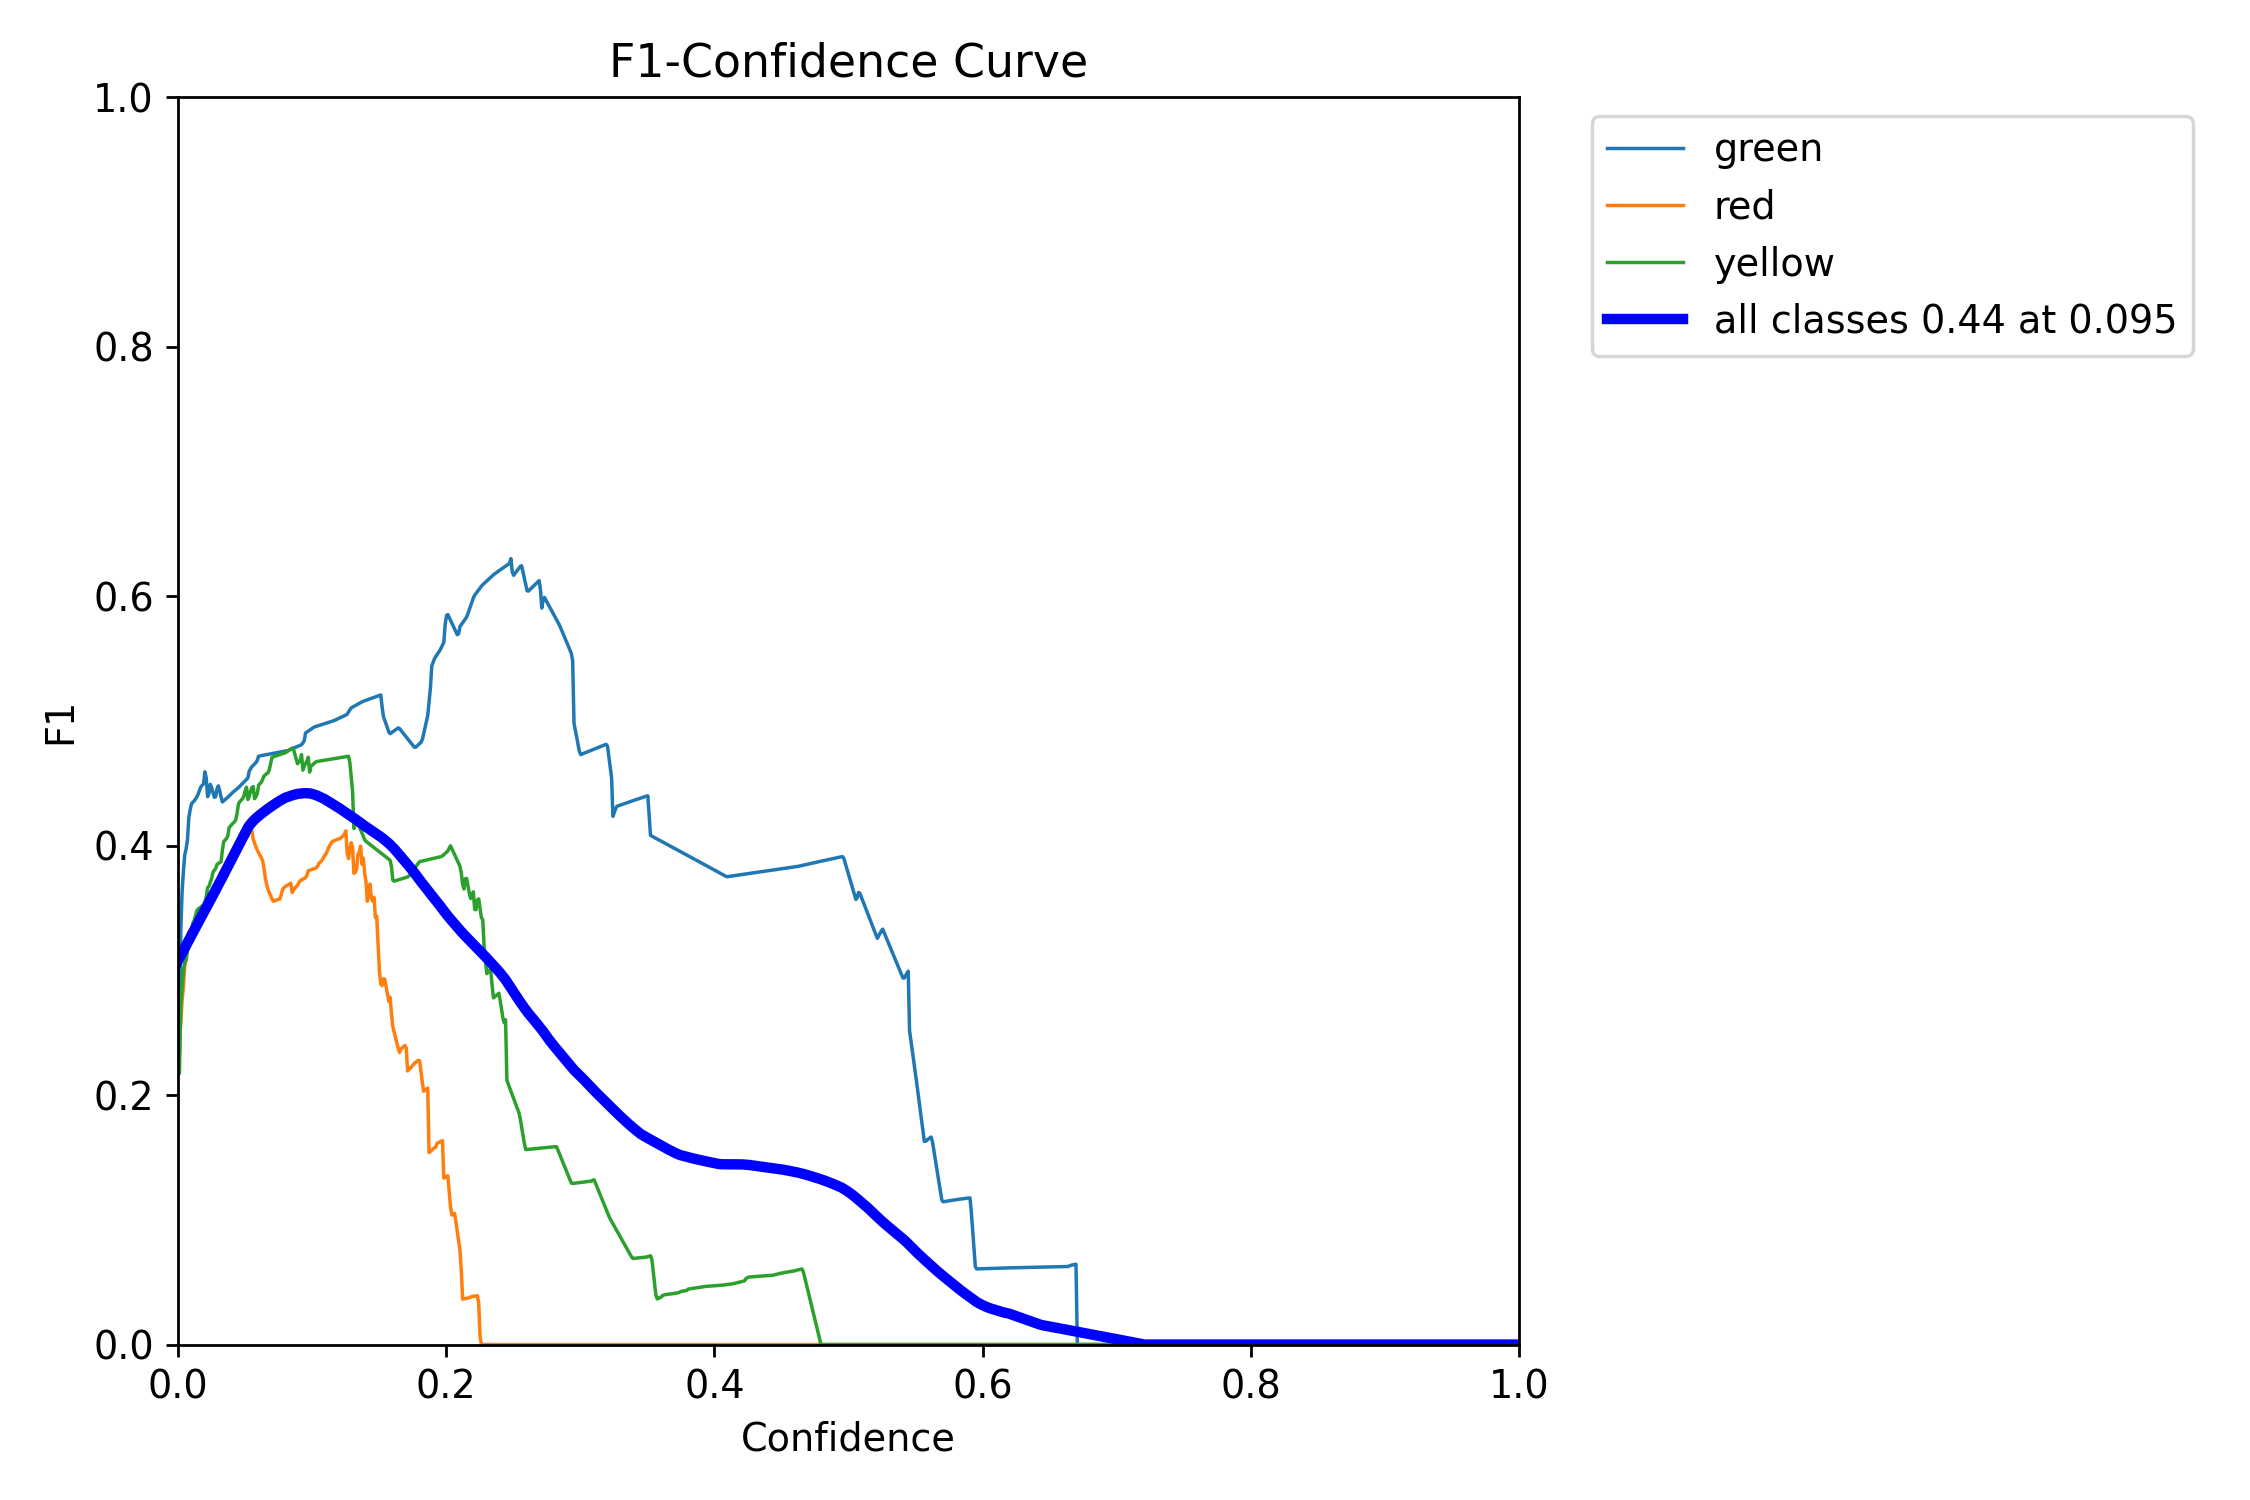 F1-Confidence Curve
1.0
0.8
0.6
0.4
0.2
0.0
F1
0.0 0.2 0.4 0.6 0.8 1.0
Confidence
green
red
yellow
all classes 0.44 at 0.095